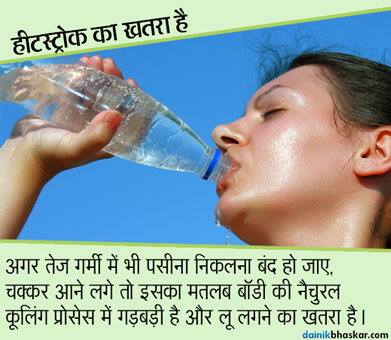 हीटस्ट्रोक का खतरा है
अगर तेज गर्मी में भी पसीना निकलना बंद हो जाए,
चक्कर आने लगे तो इसका मतलब बॉडी की नैचुरल
कूलिंग प्रोसेस में गड़बड़ी है और लू लगने का खतरा है।
dainikbhaskar.com